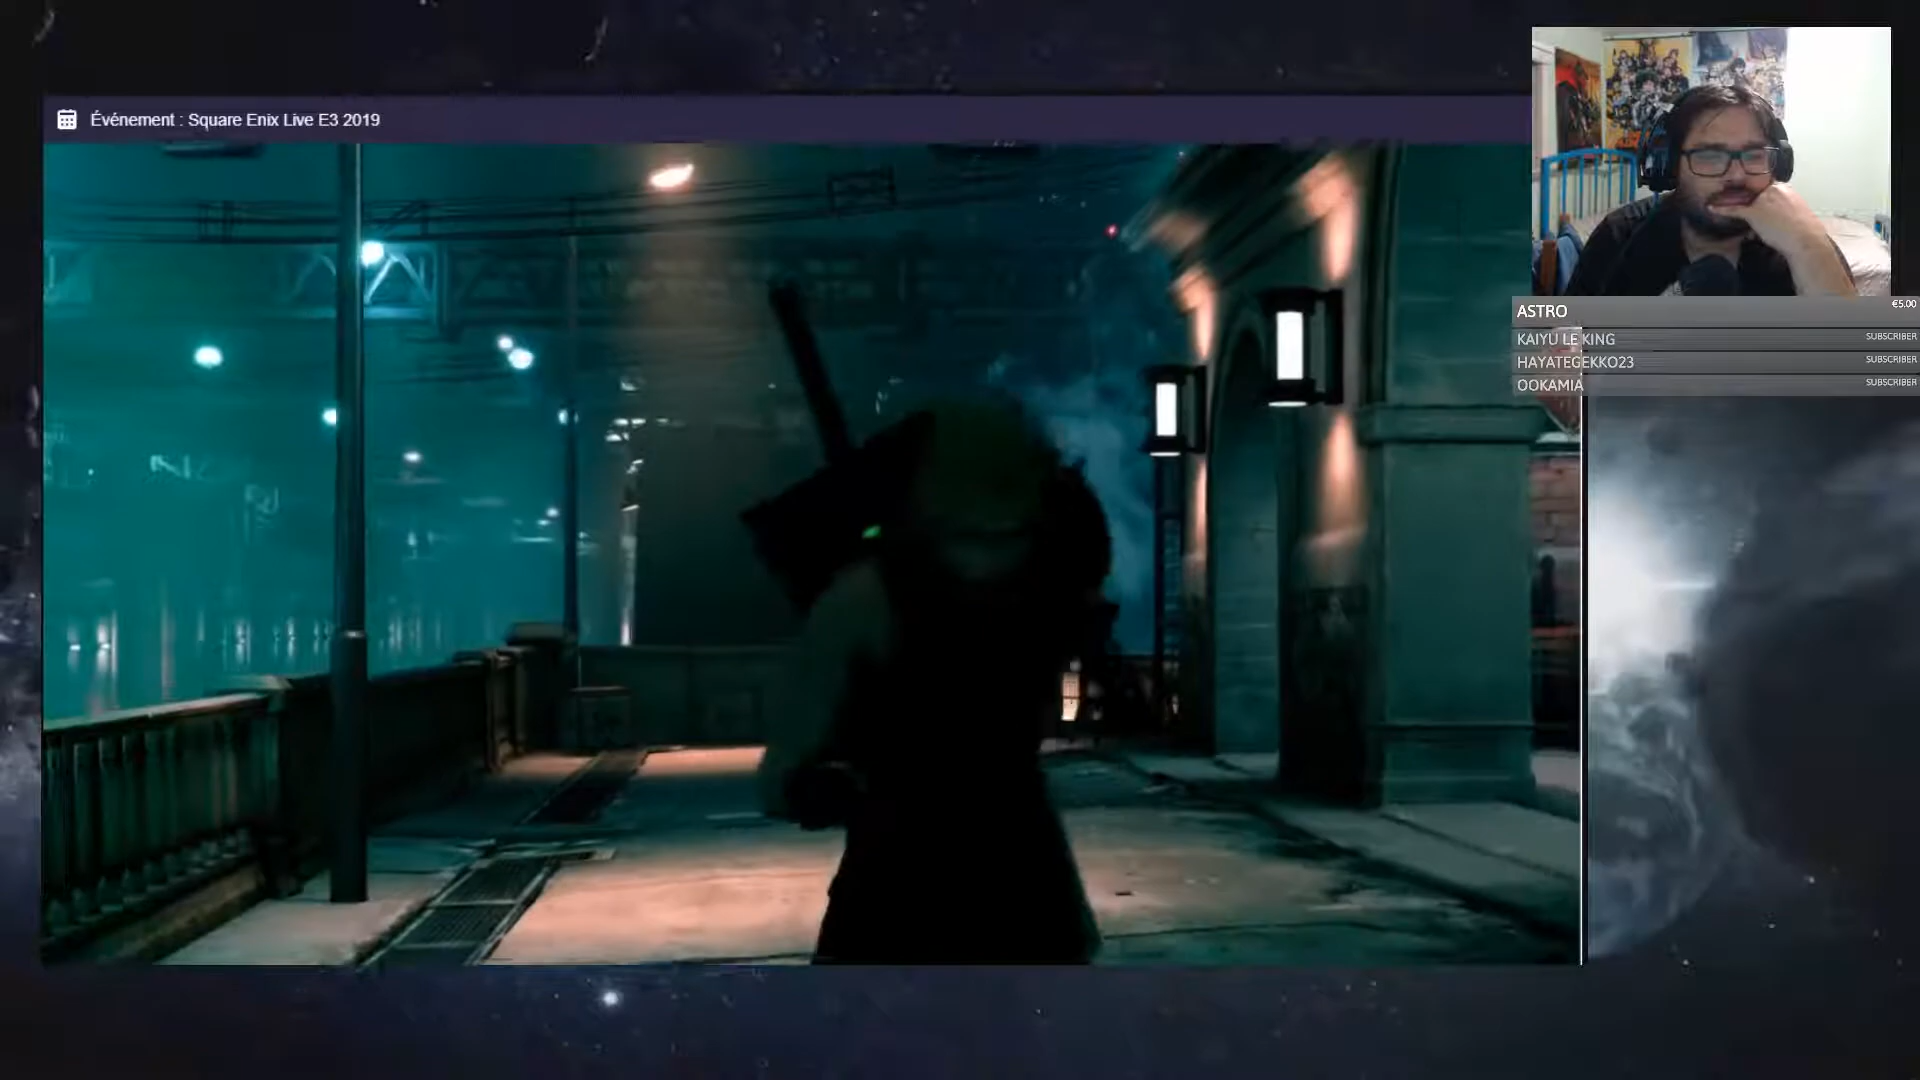 Événement : Square Enix Live E3 2019
ASTRO €5.00
KAIYU LE KING SUBSCRIBER
HAYATEGEKKO23 SUBSCRIBER
OOKAMIA SUBSCRIBER